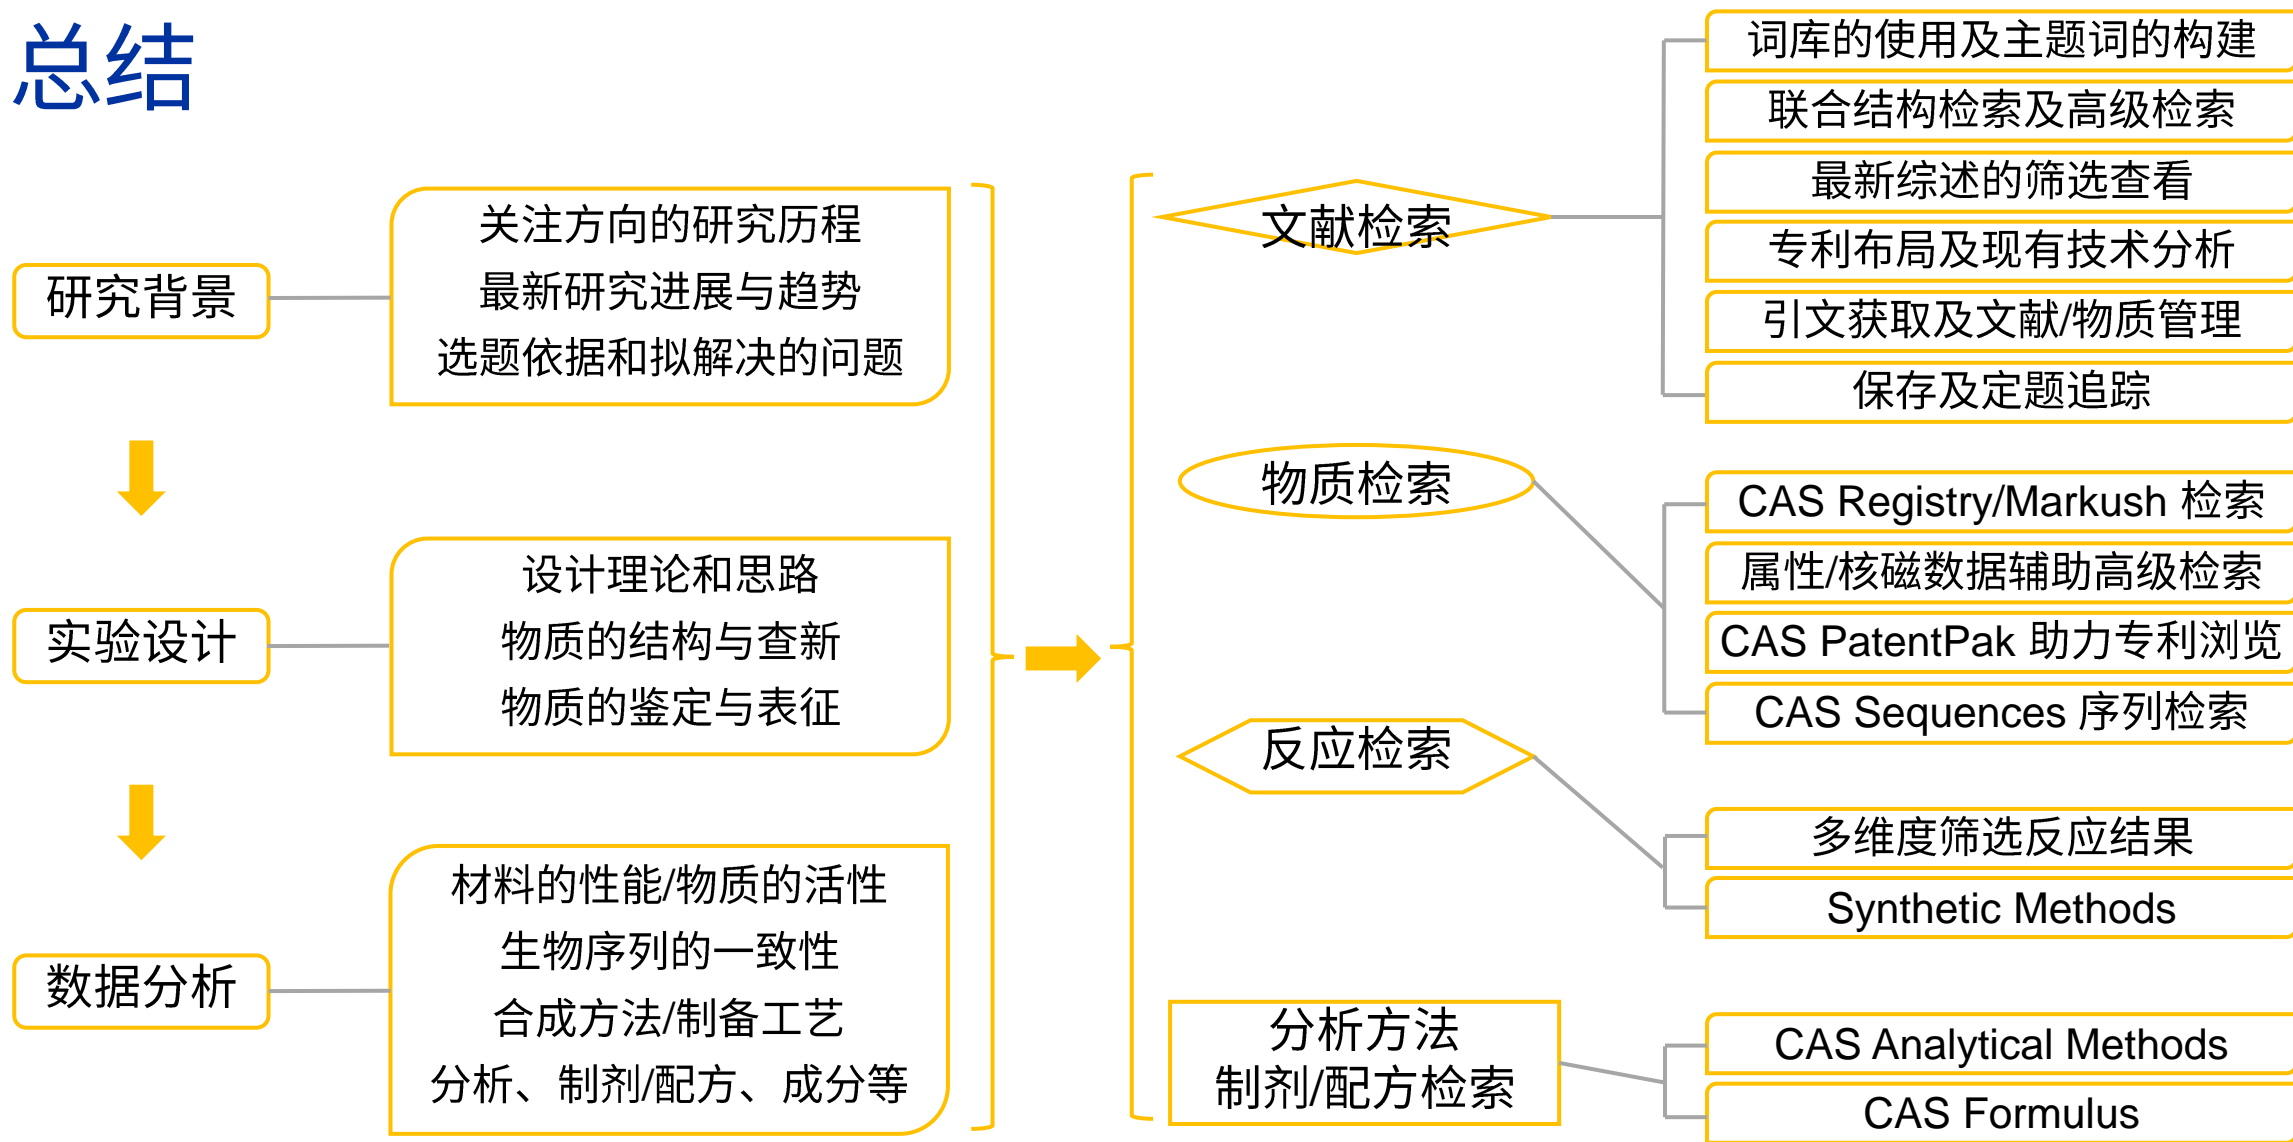 总结
研究背景
关注方向的研究历程
最新研究进展与趋势
选题依据和拟解决的问题
实验设计
设计理论和思路
物质的结构与查新
物质的鉴定与表征
数据分析
材料的性能/物质的活性
生物序列的一致性
合成方法/制备工艺
分析、制剂/配方、成分等
文献检索
词库的使用及主题词的构建
联合结构检索及高级检索
最新综述的筛选查看
专利布局及现有技术分析
引文获取及文献/物质管理
保存及定题追踪
物质检索
CAS Registry/Markush 检索
属性/核磁数据辅助高级检索
CAS PatentPak 助力专利浏览
CAS Sequences 序列检索
反应检索
多维度筛选反应结果
Synthetic Methods
分析方法
制剂/配方检索
CAS Analytical Methods
CAS Formulus